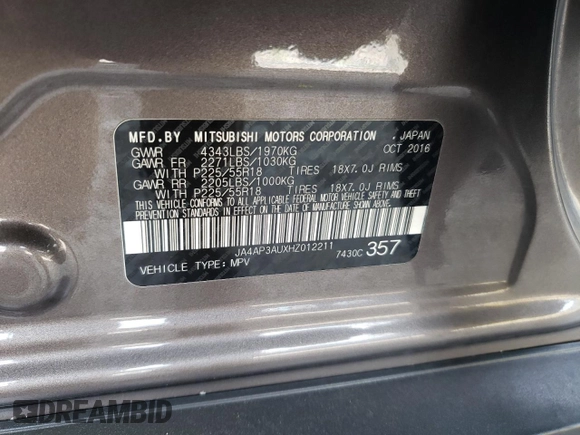 MFD.BY MITSUBISHI MOTORS CORPORATION . JAPAN
GVWR 4343LBS/1970KG OCT 2016
GAWR FR 2271LBS/1030KG
WITH P225/55R18 TIRES 18X7.0J RIMS
GAWR RR 2205LBS/1000KG
WITH P225/55R18 TIRES 18X7.0J RIMS
THIS VEHICLE CONFORMS TO ALL APPLICABLE FEDERAL MOTOR VEHICLE SAFETY AND THEFT
PREVENTION STANDARDS IN EFFECT ON THE DATE OF MANUFACTURE SHOWN ABOVE.
JA4AP3AUXHZ012211 7430C 357
VEHICLE TYPE: MPV
DREAMBID